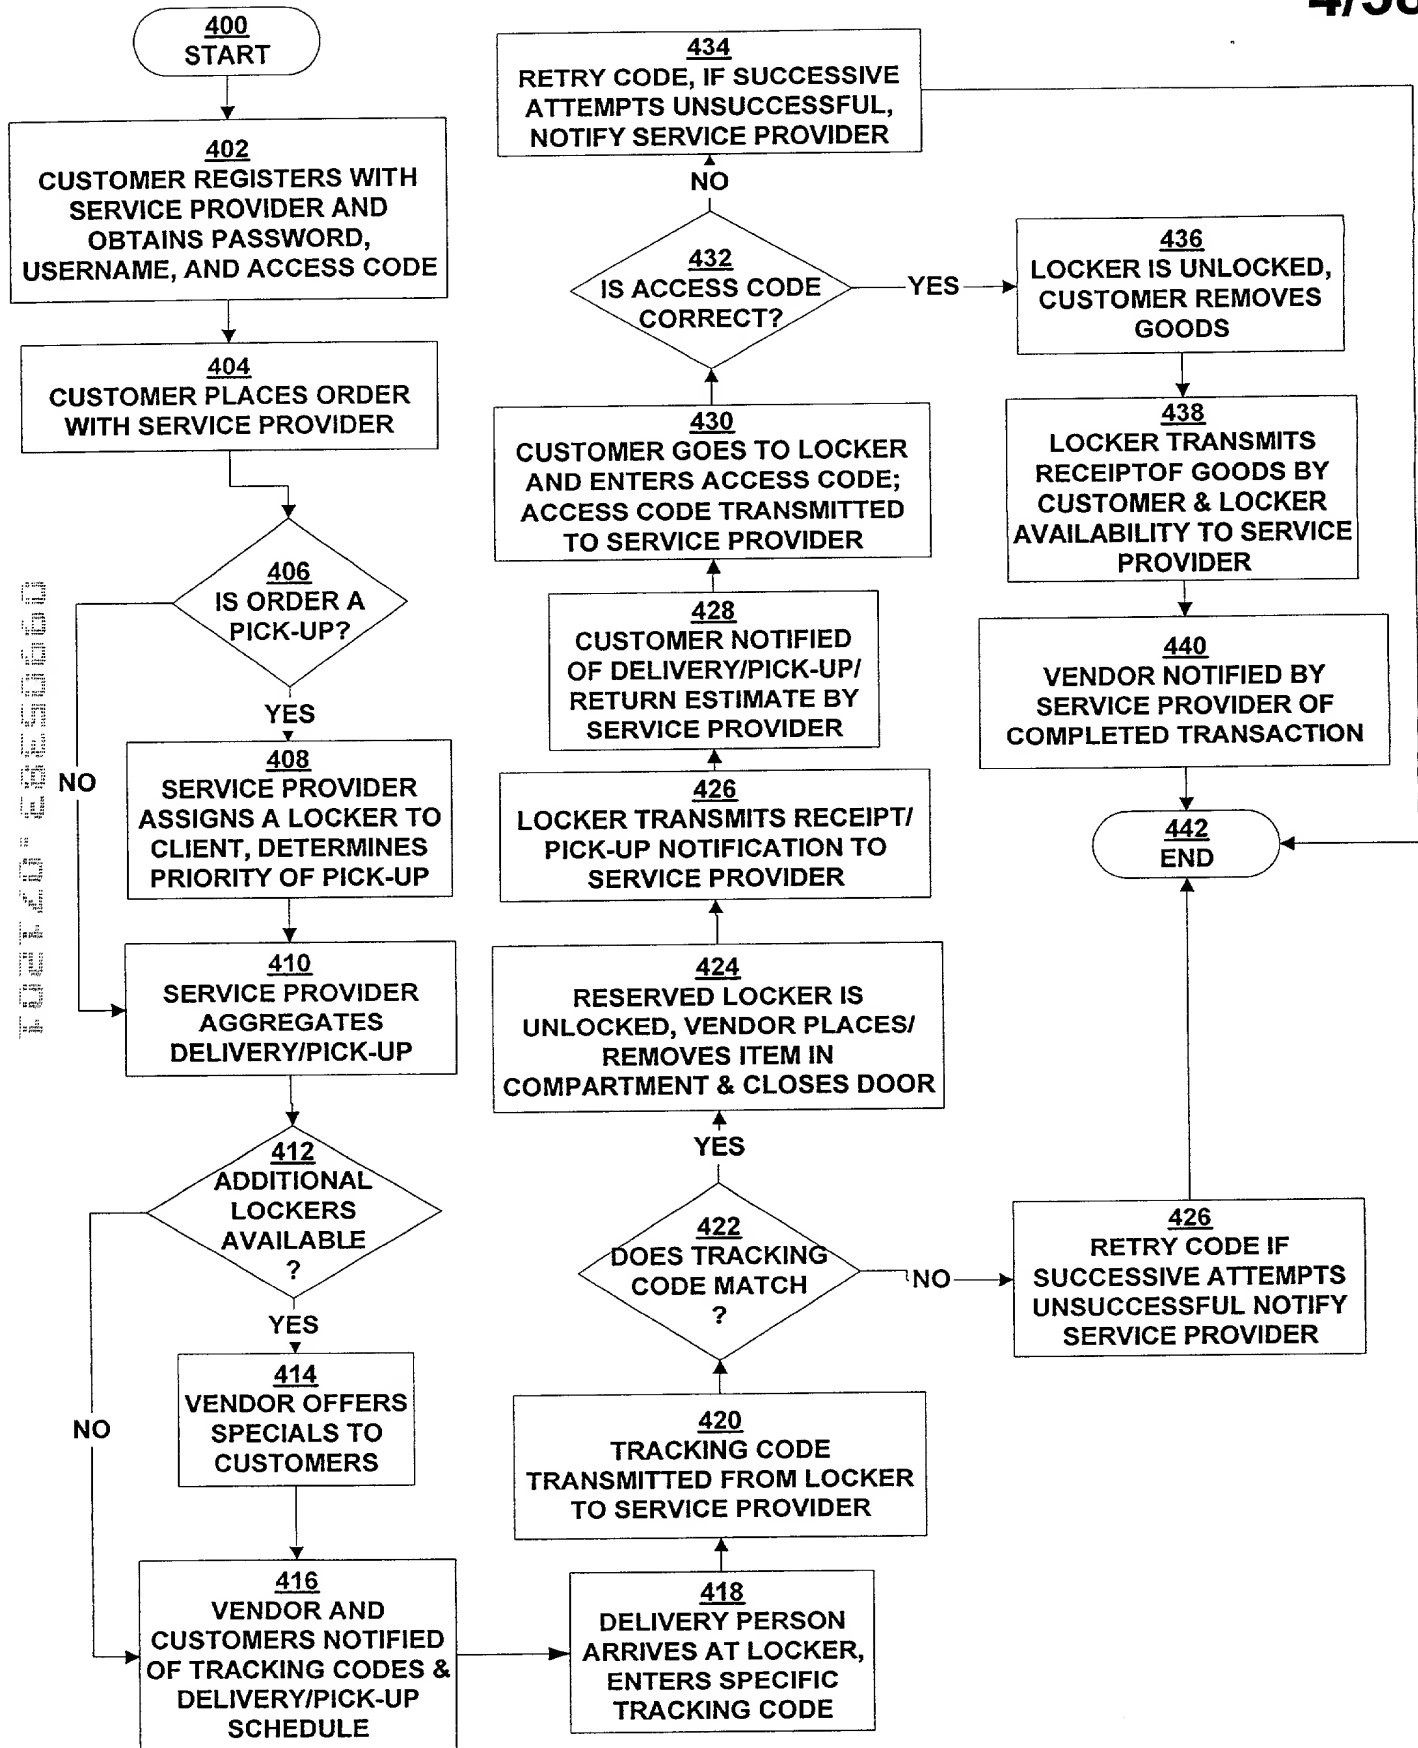 400
START
402
CUSTOMER REGISTERS WITH
SERVICE PROVIDER AND
OBTAINS PASSWORD,
USERNAME, AND ACCESS CODE
404
CUSTOMER PLACES ORDER
WITH SERVICE PROVIDER
406
IS ORDER A
PICK-UP?
YES
NO
408
SERVICE PROVIDER
ASSIGNS A LOCKER TO
CLIENT, DETERMINES
PRIORITY OF PICK-UP
410
SERVICE PROVIDER
AGGREGATES
DELIVERY/PICK-UP
412
ADDITIONAL
LOCKERS
AVAILABLE
?
YES
NO
414
VENDOR OFFERS
SPECIALS TO
CUSTOMERS
416
VENDOR AND
CUSTOMERS NOTIFIED
OF TRACKING CODES &
DELIVERY/PICK-UP
SCHEDULE
418
DELIVERY PERSON
ARRIVES AT LOCKER,
ENTERS SPECIFIC
TRACKING CODE
420
TRACKING CODE
TRANSMITTED FROM LOCKER
TO SERVICE PROVIDER
422
DOES TRACKING
CODE MATCH
?
NO
YES
426
RETRY CODE IF
SUCCESSIVE ATTEMPTS
UNSUCCESSFUL NOTIFY
SERVICE PROVIDER
424
RESERVED LOCKER IS
UNLOCKED, VENDOR PLACES/
REMOVES ITEM IN
COMPARTMENT & CLOSES DOOR
426
LOCKER TRANSMITS RECEIPT/
PICK-UP NOTIFICATION TO
SERVICE PROVIDER
428
CUSTOMER NOTIFIED
OF DELIVERY/PICK-UP/
RETURN ESTIMATE BY
SERVICE PROVIDER
430
CUSTOMER GOES TO LOCKER
AND ENTERS ACCESS CODE;
ACCESS CODE TRANSMITTED
TO SERVICE PROVIDER
432
IS ACCESS CODE
CORRECT?
NO
YES
434
RETRY CODE, IF SUCCESSIVE
ATTEMPTS UNSUCCESSFUL,
NOTIFY SERVICE PROVIDER
436
LOCKER IS UNLOCKED,
CUSTOMER REMOVES
GOODS
438
LOCKER TRANSMITS
RECEIPTOF GOODS BY
CUSTOMER & LOCKER
AVAILABILITY TO SERVICE
PROVIDER
440
VENDOR NOTIFIED BY
SERVICE PROVIDER OF
COMPLETED TRANSACTION
442
END